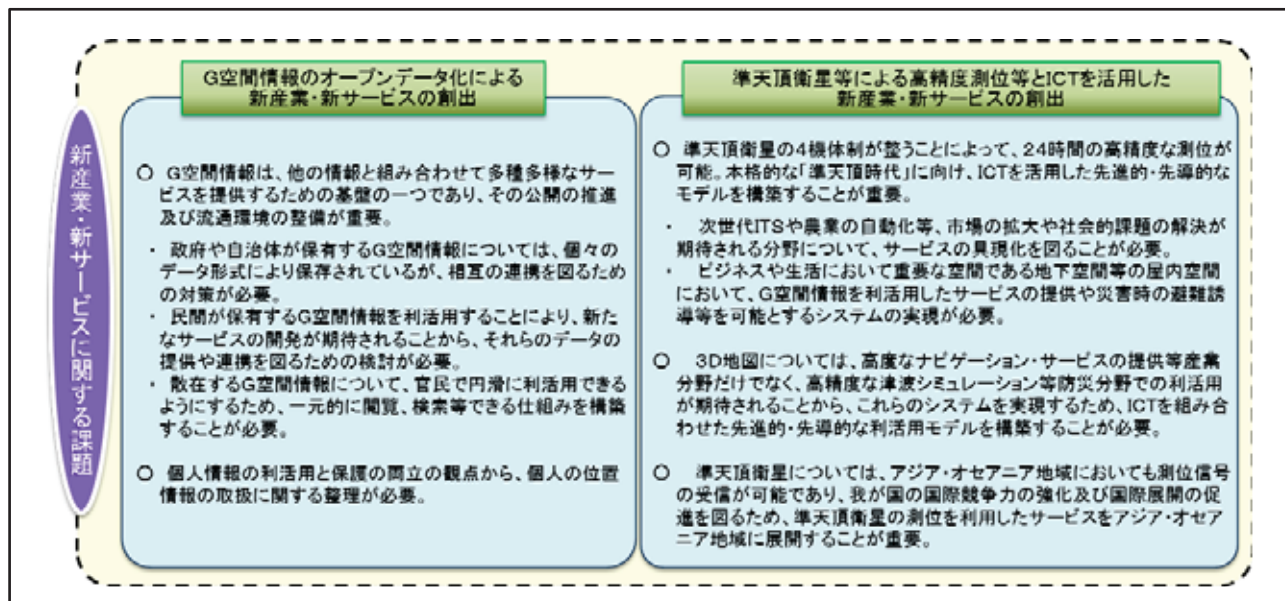 新産業・新サービスに関する課題
G空間情報のオープンデータ化による
新産業・新サービスの創出
○ G空間情報は、他の情報と組み合わせて多種多様なサ
ービスを提供するための基盤の一つであり、その公開の推進
及び流通環境の整備が重要。
・ 政府や自治体が保有するG空間情報については、個々の
データ形式により保存されているが、相互の連携を図るため
の対策が必要。
・ 民間が保有するG空間情報を利活用することにより、新た
なサービスの開発が期待されることから、それらのデータの
提供や連携を図るための検討が必要。
・ 散在するG空間情報について、官民で円滑に利活用できる
ようにするため、一元的に閲覧、検索等できる仕組みを構築
することが必要。
○ 個人情報の利活用と保護の両立の観点から、個人の位置
情報の取扱に関する整理が必要。
準天頂衛星等による高精度測位等とICTを活用した
新産業・新サービスの創出
○ 準天頂衛星の4機体制が整うことによって、24時間の高精度な測位が
可能。本格的な「準天頂時代」に向け、ICTを活用した先進的・先導的な
モデルを構築することが重要。
・ 次世代ITSや農業の自動化等、市場の拡大や社会的課題の解決が
期待される分野について、サービスの具現化を図ることが必要。
・ ビジネスや生活において重要な空間である地下空間等の屋内空間
において、G空間情報を利活用したサービスの提供や災害時の避難誘
導等を可能とするシステムの実現が必要。
○ 3D地図については、高度なナビゲーション・サービスの提供等産業
分野だけでなく、高精度な津波シミュレーション等防災分野での利活用
が期待されることから、これらのシステムを実現するため、ICTを組み合
わせた先進的・先導的な利活用モデルを構築することが必要。
○ 準天頂衛星については、アジア・オセアニア地域においても測位信号
の受信が可能であり、我が国の国際競争力の強化及び国際展開の促
進を図るため、準天頂衛星の測位を利用したサービスをアジア・オセア
ニア地域に展開することが重要。